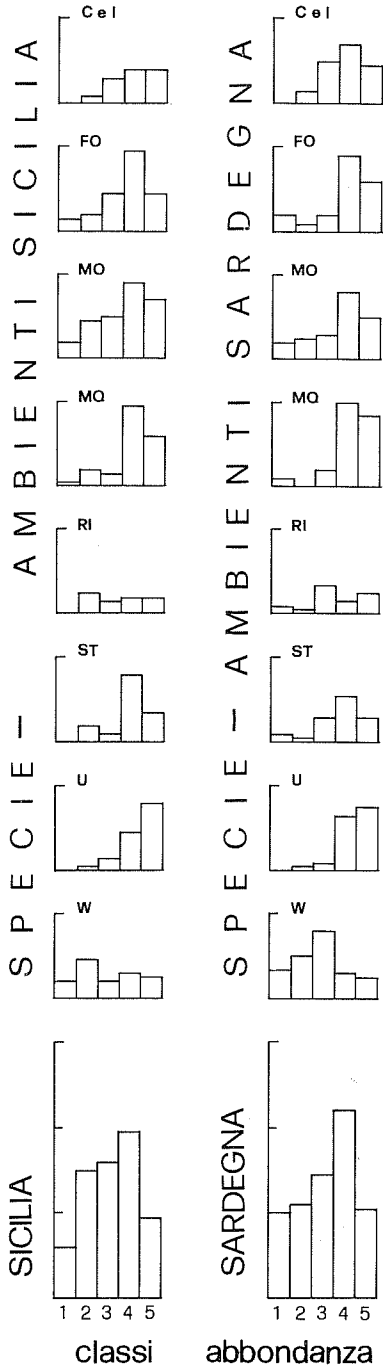 SPECIE – AMBIENTI SICILIA
Cel
FO
MO
MQ
RI
ST
U
W
SICILIA
1 2 3 4 5
SPECIE – AMBIENTI SARDEGNA
Cel
FO
MO
MQ
RI
ST
U
W
SARDEGNA
1 2 3 4 5
classi abbondanza